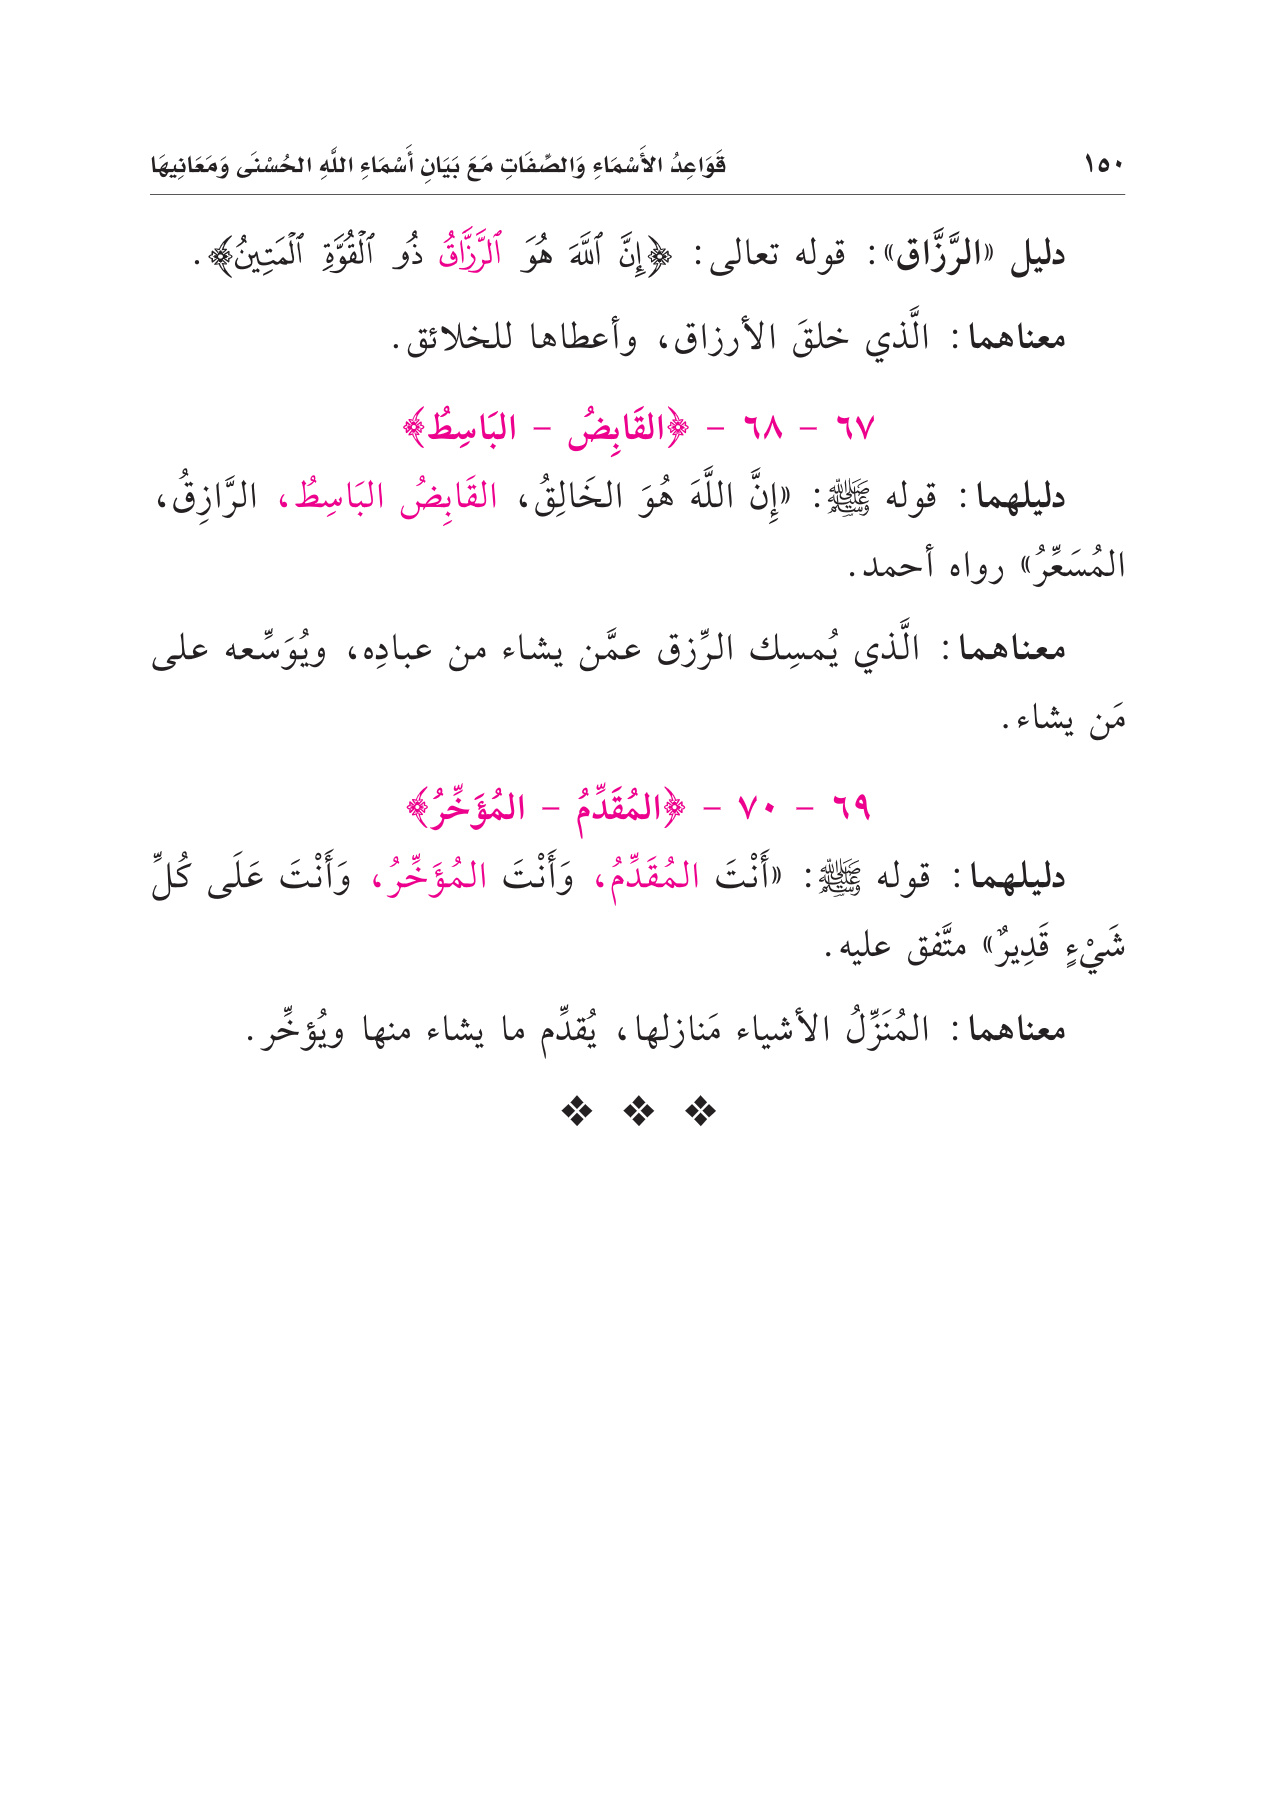 ١٥٠ قَوَاعِدُ الأَسْمَاءِ وَالصِّفَاتِ مَعَ بَيَانِ أَسْمَاءِ اللَّهِ الحُسْنَى وَمَعَانِيهَا
دليل «الرَّزَّاق»: قوله تعالى: ﴿إِنَّ ٱللَّهَ هُوَ ٱلرَّزَّاقُ ذُو ٱلْقُوَّةِ ٱلْمَتِينُ﴾.
معناهما: الَّذي خلقَ الأرزاق، وأعطاها للخلائق.
٦٧ - ٦٨ - ﴿القَابِضُ - البَاسِطُ﴾
دليلهما: قوله ﷺ: «إِنَّ اللَّهَ هُوَ الخَالِقُ، القَابِضُ البَاسِطُ، الرَّازِقُ،
المُسَعِّرُ» رواه أحمد.
معناهما: الَّذي يُمسِك الرِّزق عمَّن يشاء من عبادِه، ويُوَسِّعه على
مَن يشاء.
٦٩ - ٧٠ - ﴿المُقَدِّمُ - المُؤَخِّرُ﴾
دليلهما: قوله ﷺ: «أَنْتَ المُقَدِّمُ، وَأَنْتَ المُؤَخِّرُ، وَأَنْتَ عَلَى كُلِّ
شَيْءٍ قَدِيرٌ» متَّفق عليه.
معناهما: المُنَزِّلُ الأشياء مَنازلها، يُقدِّم ما يشاء منها ويُؤخِّر.